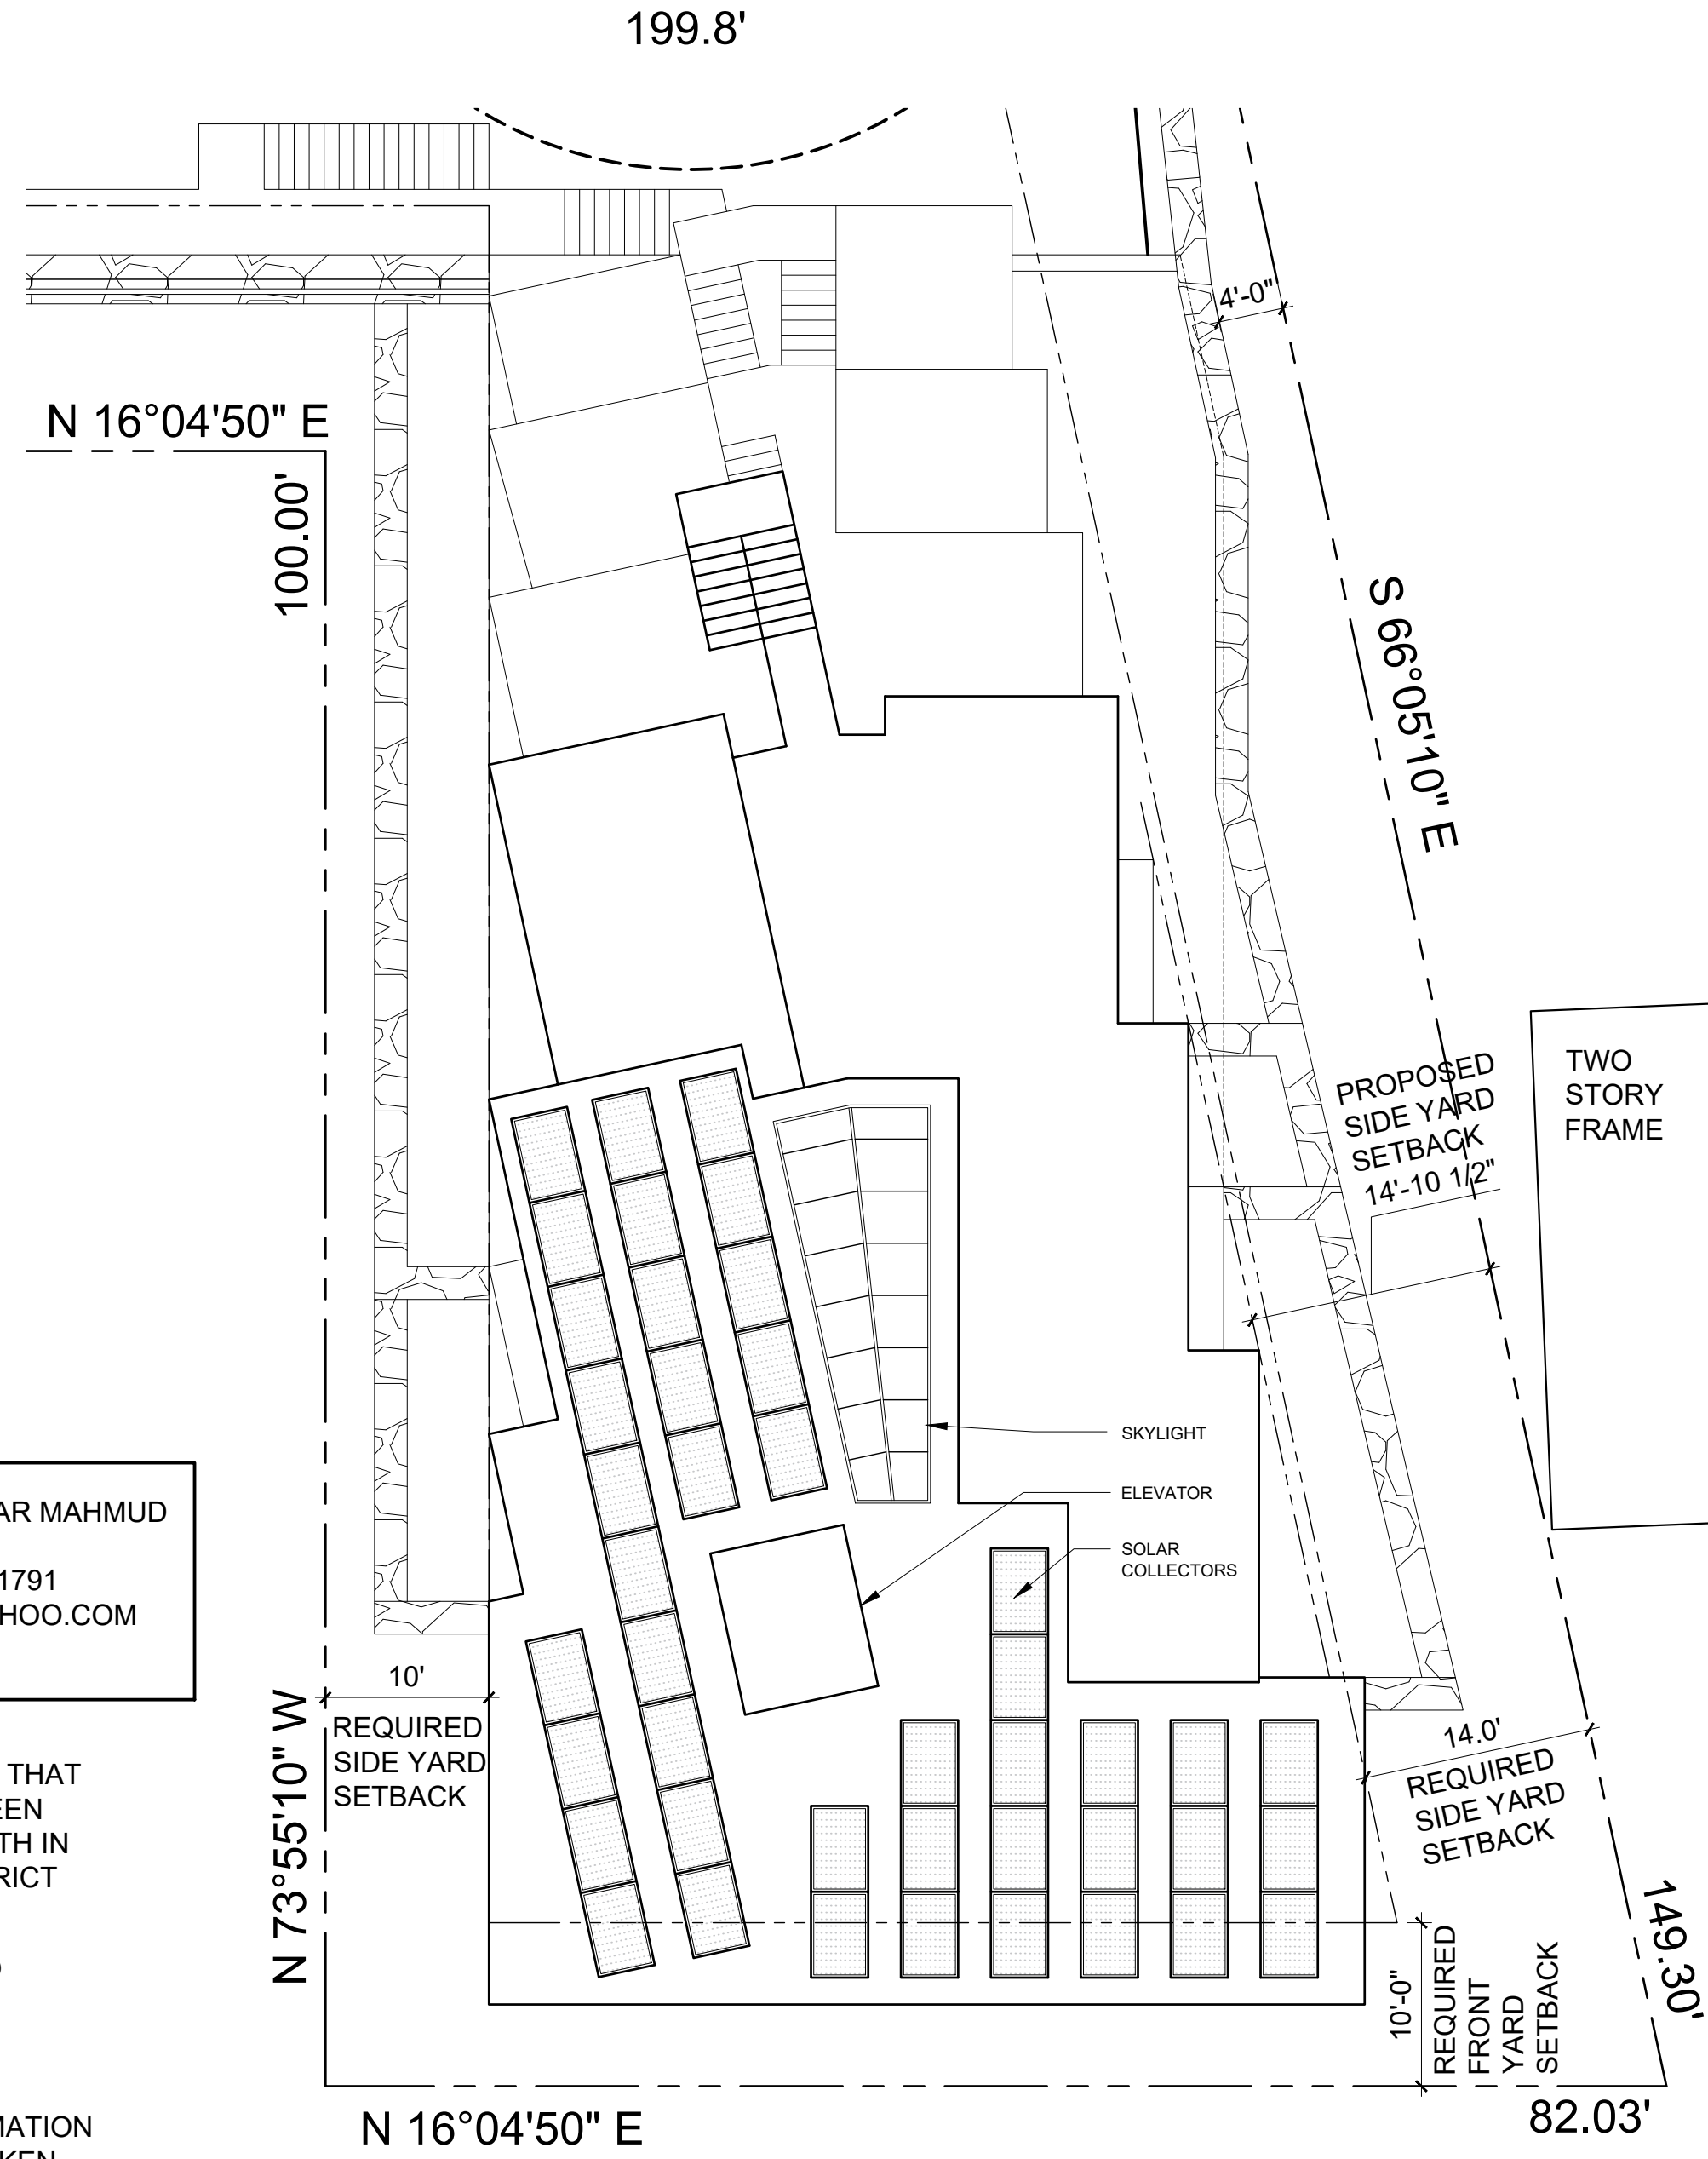 199.8'
4'-0"
N 16°04'50" E
100.00'
S 66°05'10" E
PROPOSED
SIDE YARD
SETBACK
14'-10 1/2"
TWO
STORY
FRAME
SKYLIGHT
ELEVATOR
SOLAR
COLLECTORS
AR MAHMUD
1791
HOO.COM
10'
REQUIRED
SIDE YARD
SETBACK
N 73°55'10" W
14.0'
REQUIRED
SIDE YARD
SETBACK
THAT
EEN
TH IN
RICT
149.30'
10'-0"
REQUIRED
FRONT
YARD
SETBACK
N 16°04'50" E
82.03'
MATION